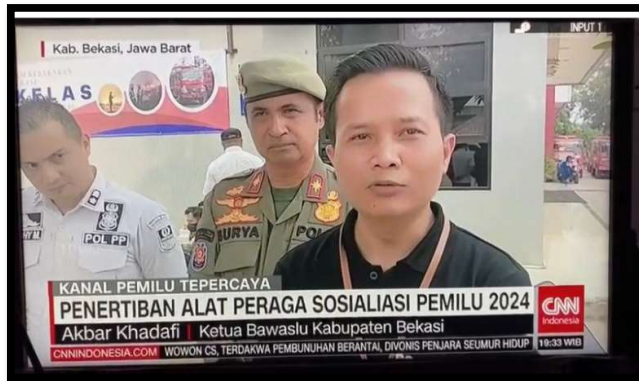 INPUT 1
Kab. Bekasi, Jawa Barat
KELAS
POL PP
SURYA
POL
KANAL PEMILU TEPERCAYA
PENERTIBAN ALAT PERAGA SOSIALIASI PEMILU 2024
Akbar Khadafi | Ketua Bawaslu Kabupaten Bekasi
CNN
Indonesia
CNNINDONESIA.COM WOWON CS, TERDAKWA PEMBUNUHAN BERANTAI, DIVONIS PENJARA SEUMUR HIDUP 19:33 WIB